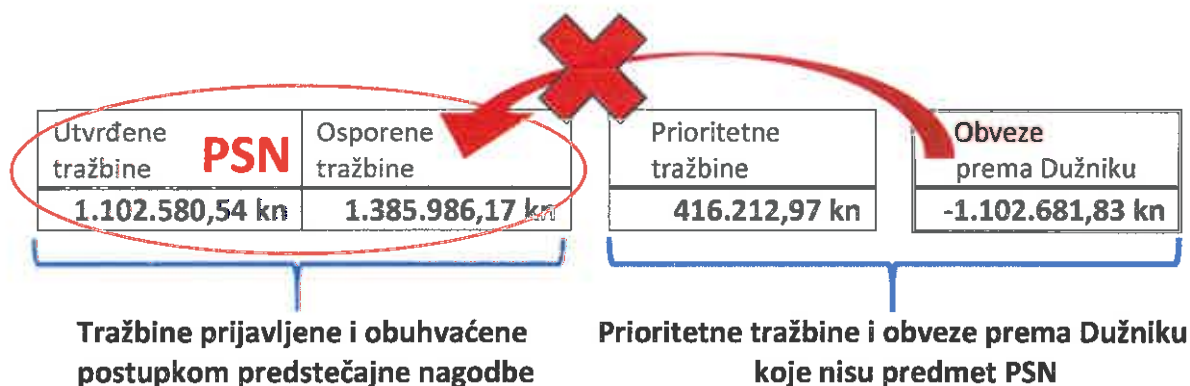 Utvrđene
tražbine
PSN
Osporene
tražbine
Prioritetne
tražbine
Obveze
prema Dužniku
1.102.580,54 kn
1.385.986,17 kn
416.212,97 kn
-1.102.681,83 kn
Tražbine prijavljene i obuhvaćene
postupkom predstečajne nagodbe
Prioritetne tražbine i obveze prema Dužniku
koje nisu predmet PSN